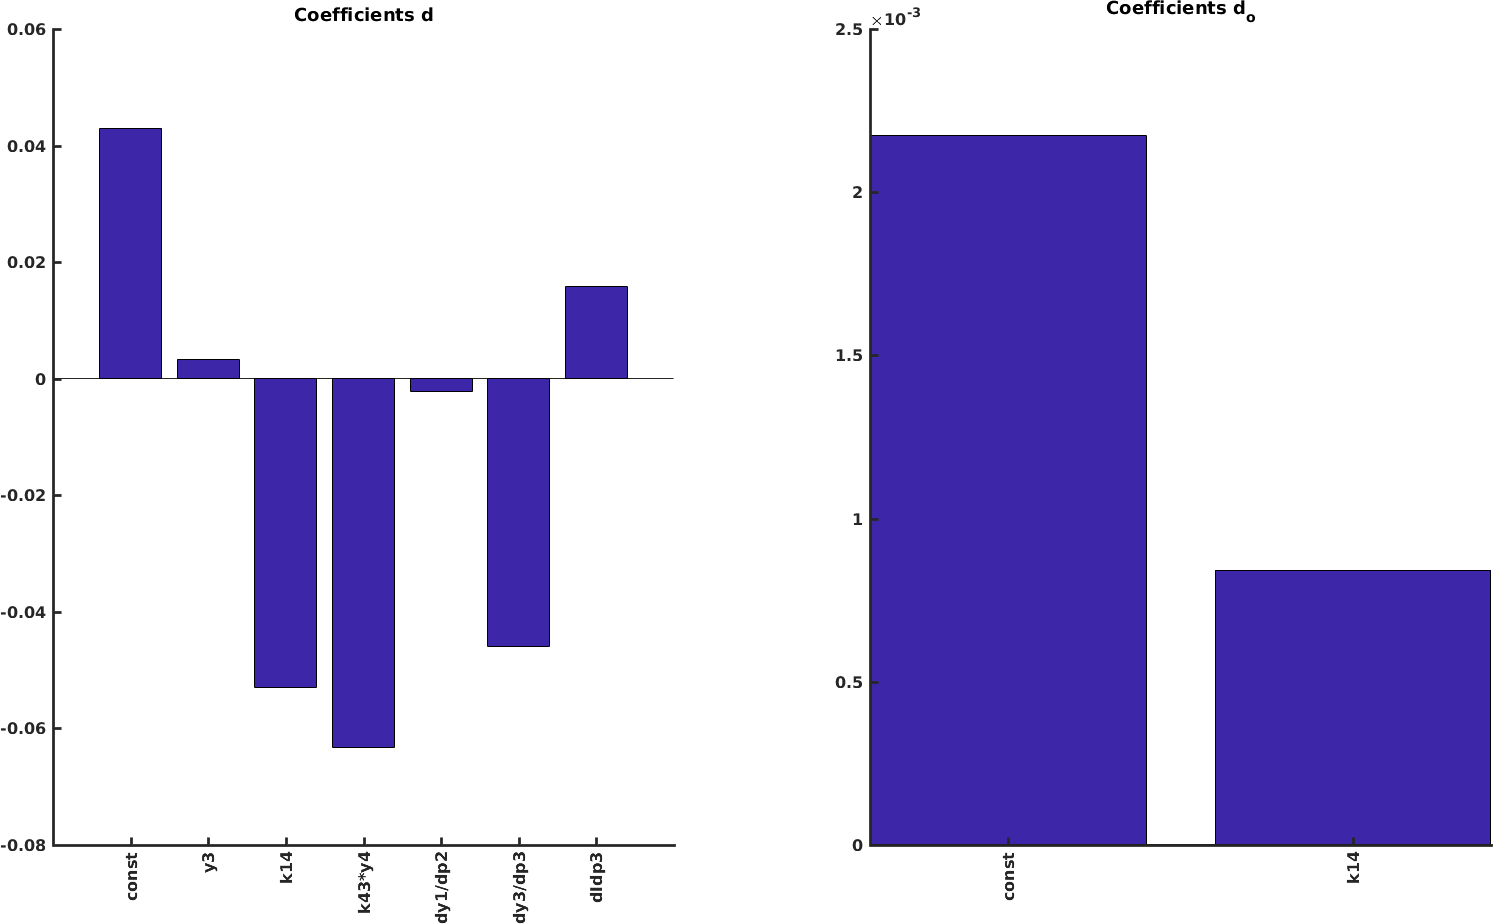 Coefficients d
0.06
0.04
0.02
0
-0.02
-0.04
-0.06
-0.08
const
y3
k14
k43*y4
dy1/dp2
dy3/dp3
dIdp3
Coefficients do
×10-3
2.5
2
1.5
1
0.5
0
const
k14